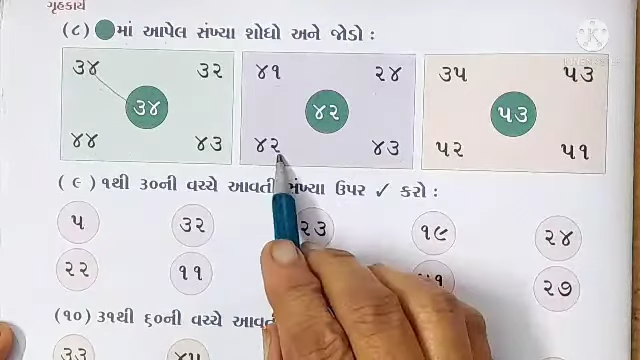 ગૃહકાર્ય
(૮) માં આપેલ સંખ્યા શોધો અને જોડો :
૩૪ ૩૨ ૪૧ ૨૪ ૩૫ ૫૩
૩૪ ૪૨ ૫૩
૪૪ ૪૩ ૪૨ ૪૩ ૫૨ ૫૧
(૯) ૧થી ૩૦ની વચ્ચે આવતી સંખ્યા ઉપર ✓ કરો :
૫ ૩૨ ૨૩ ૧૯ ૨૪
૨૨ ૧૧ ૨૭
(૧૦) ૩૧થી ૬૦ની વચ્ચે આવતી
૩૩ ૪૫